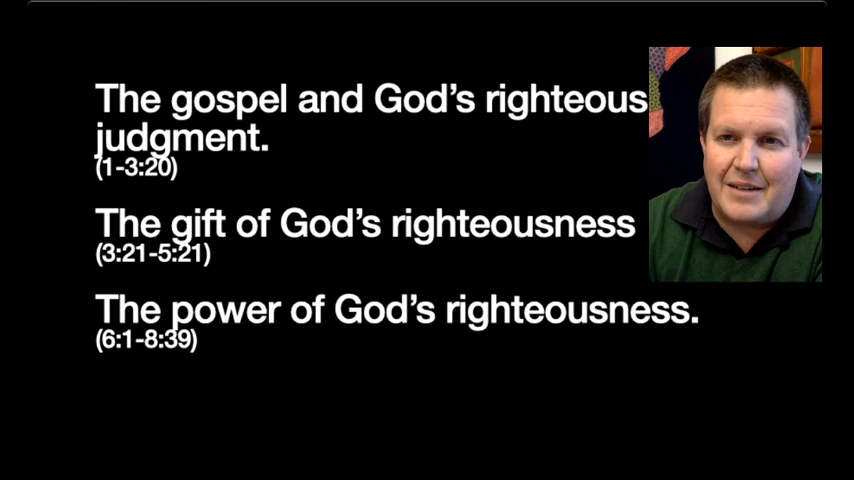 The gospel and God's righteous
judgment.
(1-3:20)
The gift of God's righteousness
(3:21-5:21)
The power of God's righteousness.
(6:1-8:39)